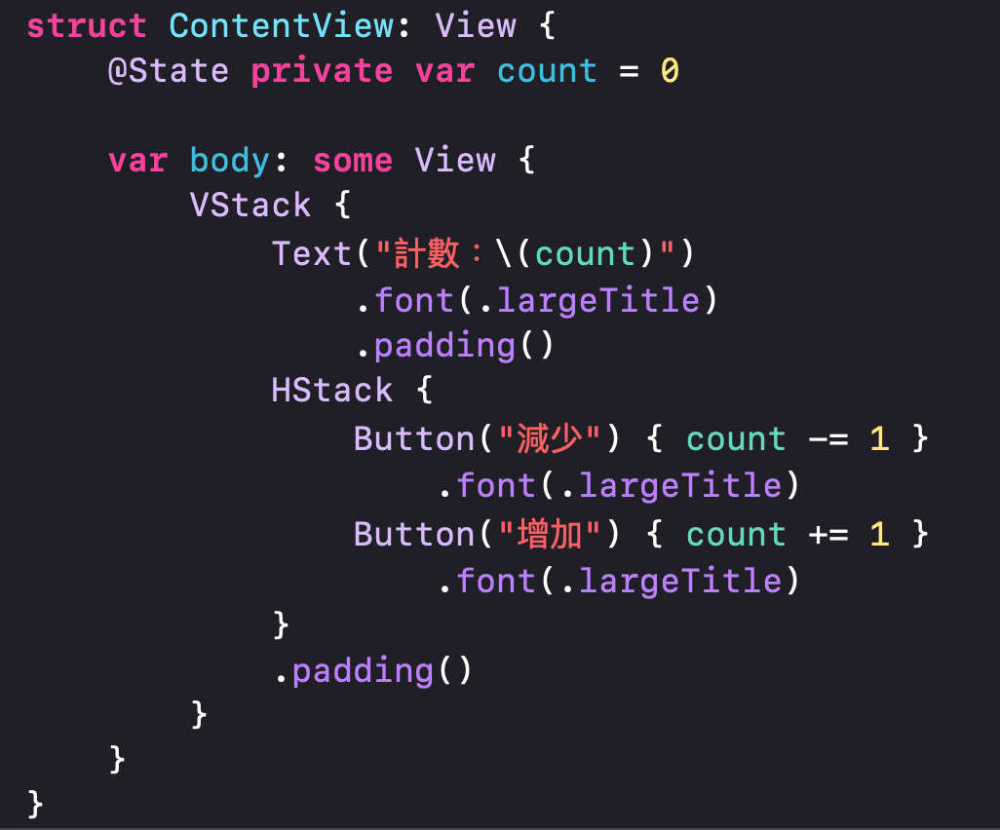 struct ContentView: View {
    @State private var count = 0

    var body: some View {
        VStack {
            Text("計數：\(count)")
                .font(.largeTitle)
                .padding()
            HStack {
                Button("減少") { count -= 1 }
                    .font(.largeTitle)
                Button("增加") { count += 1 }
                    .font(.largeTitle)
            }
            .padding()
        }
    }
}